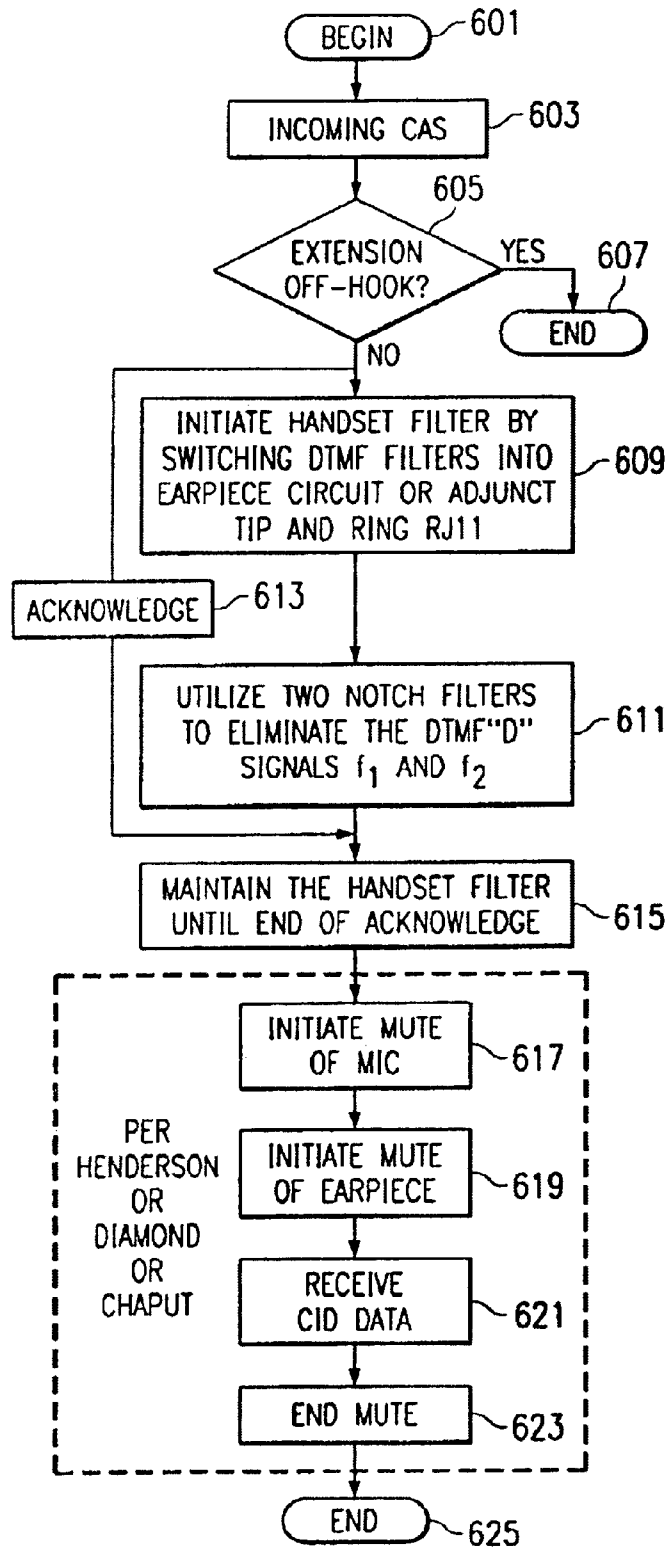 BEGIN
601
INCOMING CAS
603
605
EXTENSION
OFF-HOOK?
YES
607
END
NO
INITIATE HANDSET FILTER BY
SWITCHING DTMF FILTERS INTO
EARPIECE CIRCUIT OR ADJUNCT
TIP AND RING RJ11
609
ACKNOWLEDGE
613
UTILIZE TWO NOTCH FILTERS
TO ELIMINATE THE DTMF"D"
SIGNALS f1 AND f2
611
MAINTAIN THE HANDSET FILTER
UNTIL END OF ACKNOWLEDGE
615
PER
HENDERSON
OR
DIAMOND
OR
CHAPUT
INITIATE MUTE
OF MIC
617
INITIATE MUTE
OF EARPIECE
619
RECEIVE
CID DATA
621
END MUTE
623
END
625